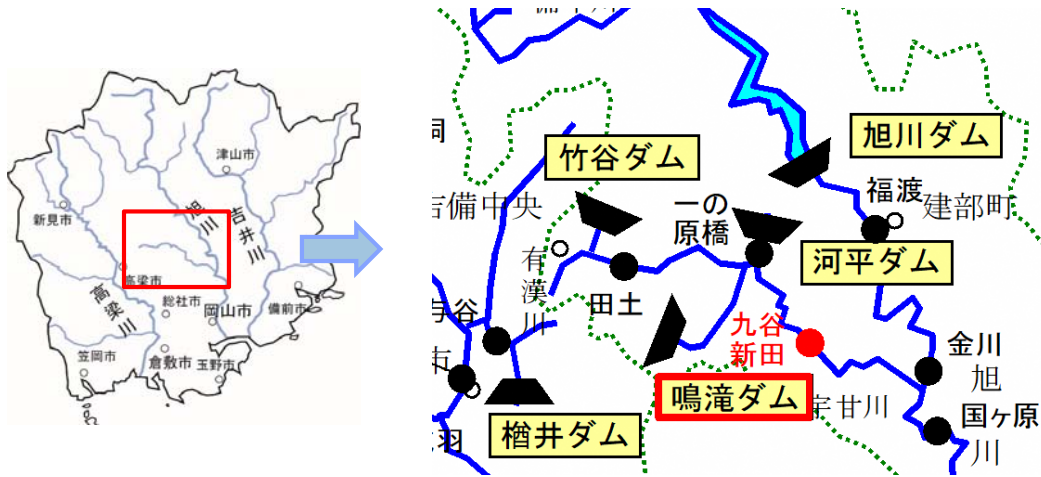 津山市
新見市
旭川
吉井川
高梁市
高梁川
総社市
岡山市
備前市
笠岡市
倉敷市
玉野市
旭川ダム
竹谷ダム
福渡
建部町
吉備中央
一の
原橋
河平ダム
有漢川
田土
九谷
新田
金川
旭
鳴滝ダム
宇甘川
国ヶ原
川
楢井ダム